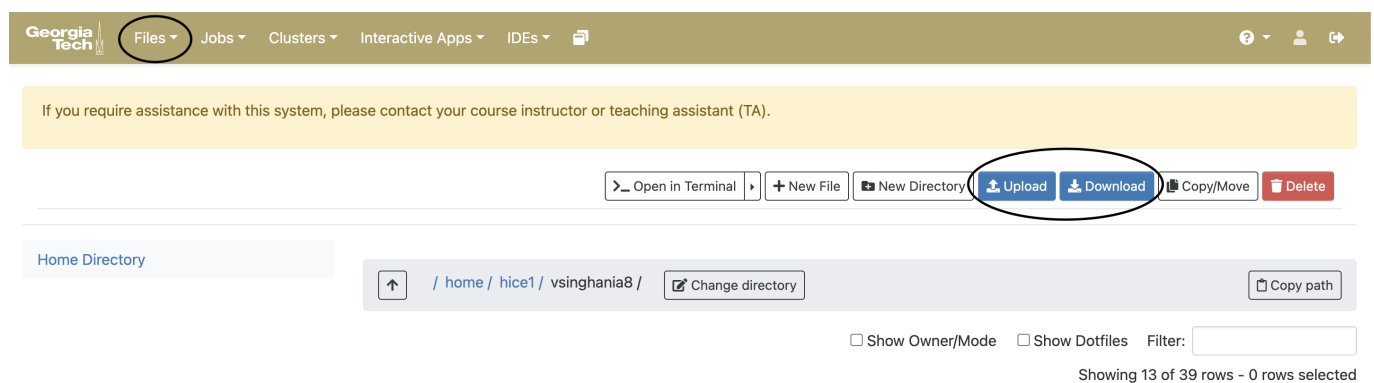 Georgia
Tech
Files Jobs Clusters Interactive Apps IDEs
If you require assistance with this system, please contact your course instructor or teaching assistant (TA).
>_ Open in Terminal + New File New Directory Upload Download Copy/Move Delete
Home Directory
/ home / hice1 / vsinghania8 / Change directory Copy path
Show Owner/Mode Show Dotfiles Filter:
Showing 13 of 39 rows - 0 rows selected